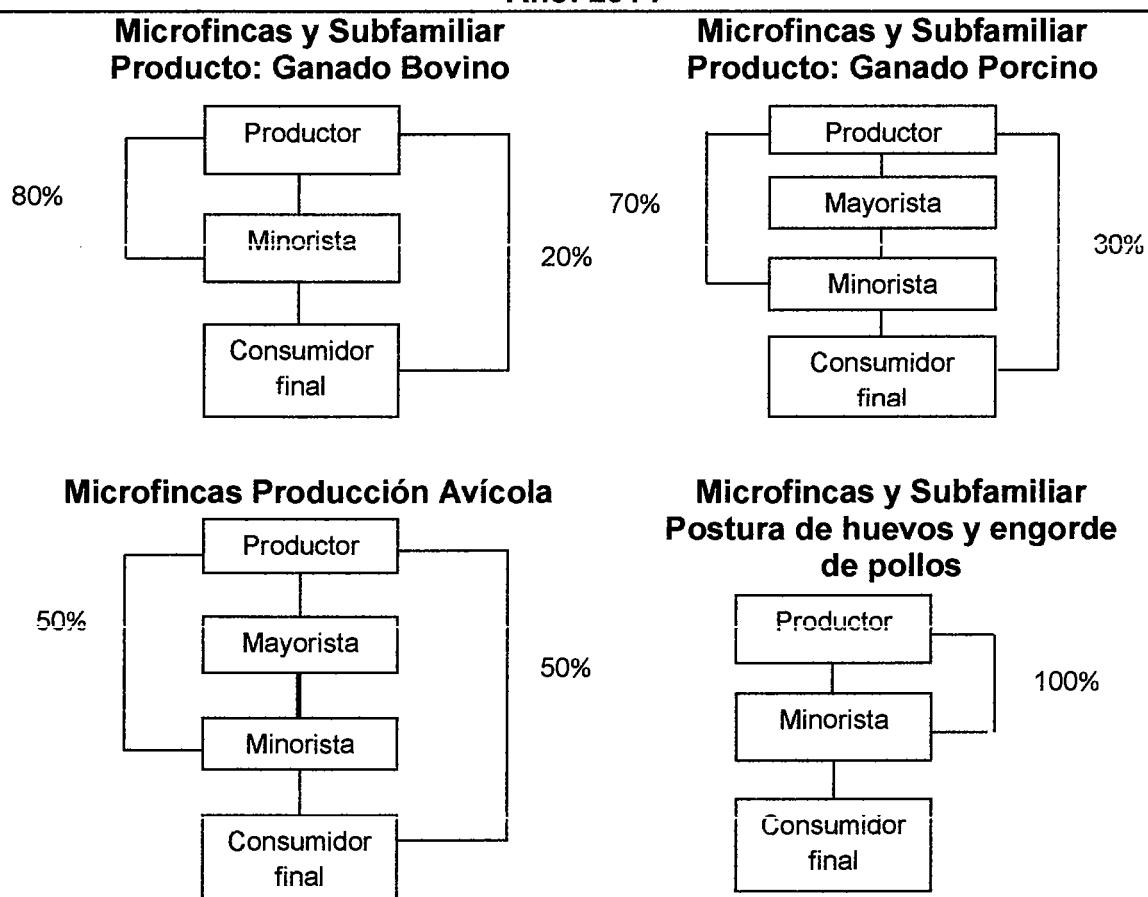 Microfincas y Subfamiliar
Producto: Ganado Bovino
Productor
80%
Minorista
20%
Consumidor
final
Microfincas y Subfamiliar
Producto: Ganado Porcino
Productor
70%
Mayorista
30%
Minorista
Consumidor
final
Microfincas Producción Avícola
Productor
50%
Mayorista
50%
Minorista
Consumidor
final
Microfincas y Subfamiliar
Postura de huevos y engorde
de pollos
Productor
100%
Minorista
Consumidor
final